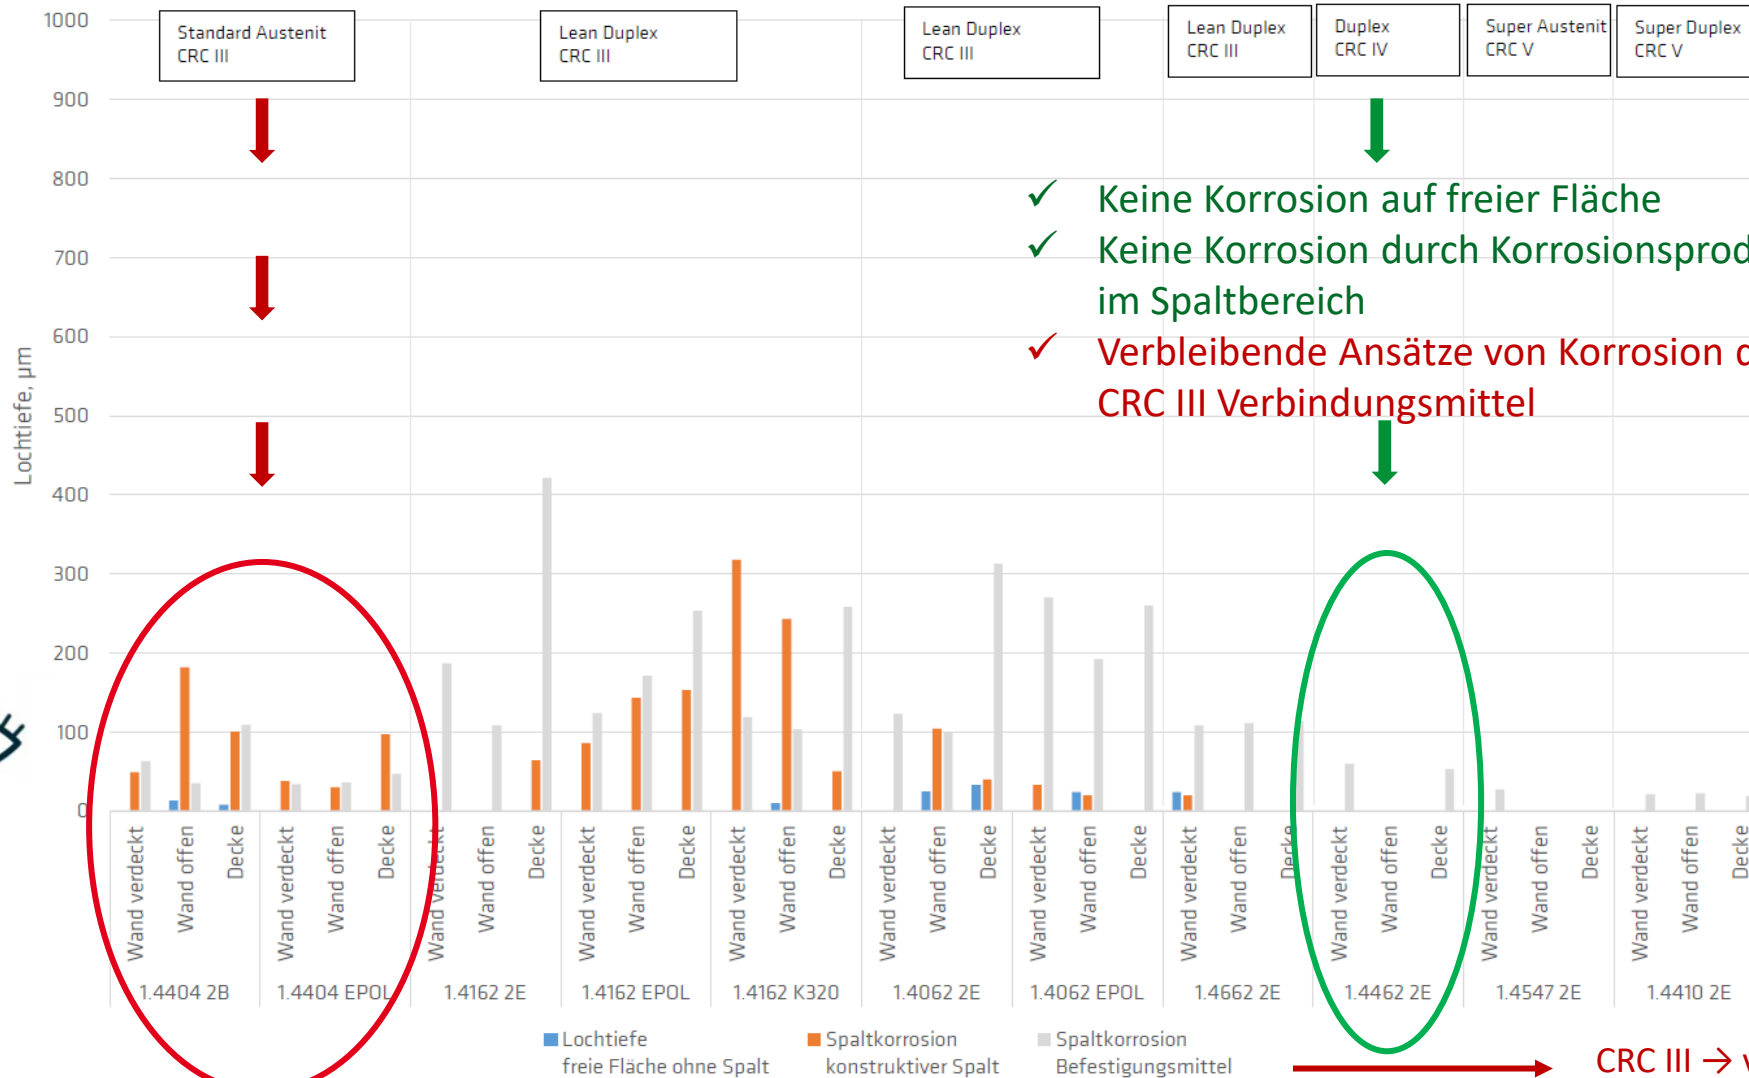 Standard Austenit
CRC III
Lean Duplex
CRC III
Lean Duplex
CRC III
Lean Duplex
CRC III
Duplex
CRC IV
Super Austenit
CRC V
Super Duplex
CRC V
1000
900
800
700
600
500
400
300
200
100
0
Lochtiefe, µm
✓ Keine Korrosion auf freier Fläche
✓ Keine Korrosion durch Korrosionsprod
im Spaltbereich
✓ Verbleibende Ansätze von Korrosion
CRC III Verbindungsmittel
Wand verdeckt
Wand offen
Decke
Wand verdeckt
Wand offen
Decke
Wand verdeckt
Wand offen
Decke
Wand verdeckt
Wand offen
Decke
Wand verdeckt
Wand offen
Decke
Wand verdeckt
Wand offen
Decke
Wand verdeckt
Wand offen
Decke
Wand verdeckt
Wand offen
Decke
Wand verdeckt
Wand offen
Decke
Wand verdeckt
Wand offen
Decke
Wand verdeckt
Wand offen
Decke
1.4404 2B
1.4404 EPOL
1.4162 2E
1.4162 EPOL
1.4162 K320
1.4062 2E
1.4062 EPOL
1.4662 2E
1.4462 2E
1.4547 2E
1.4410 2E
Lochtiefe
freie Fläche ohne Spalt
Spaltkorrosion
konstruktiver Spalt
Spaltkorrosion
Befestigungsmittel
CRC III →